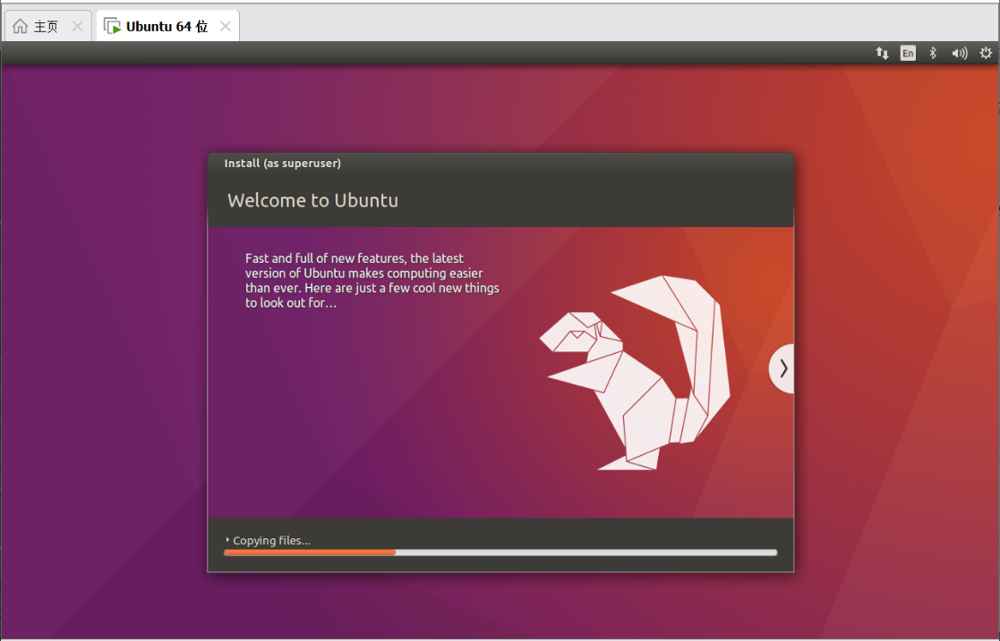 主页
Ubuntu 64 位
En
Install (as superuser)
Welcome to Ubuntu
Fast and full of new features, the latest
version of Ubuntu makes computing easier
than ever. Here are just a few cool new things
to look out for…
Copying files...